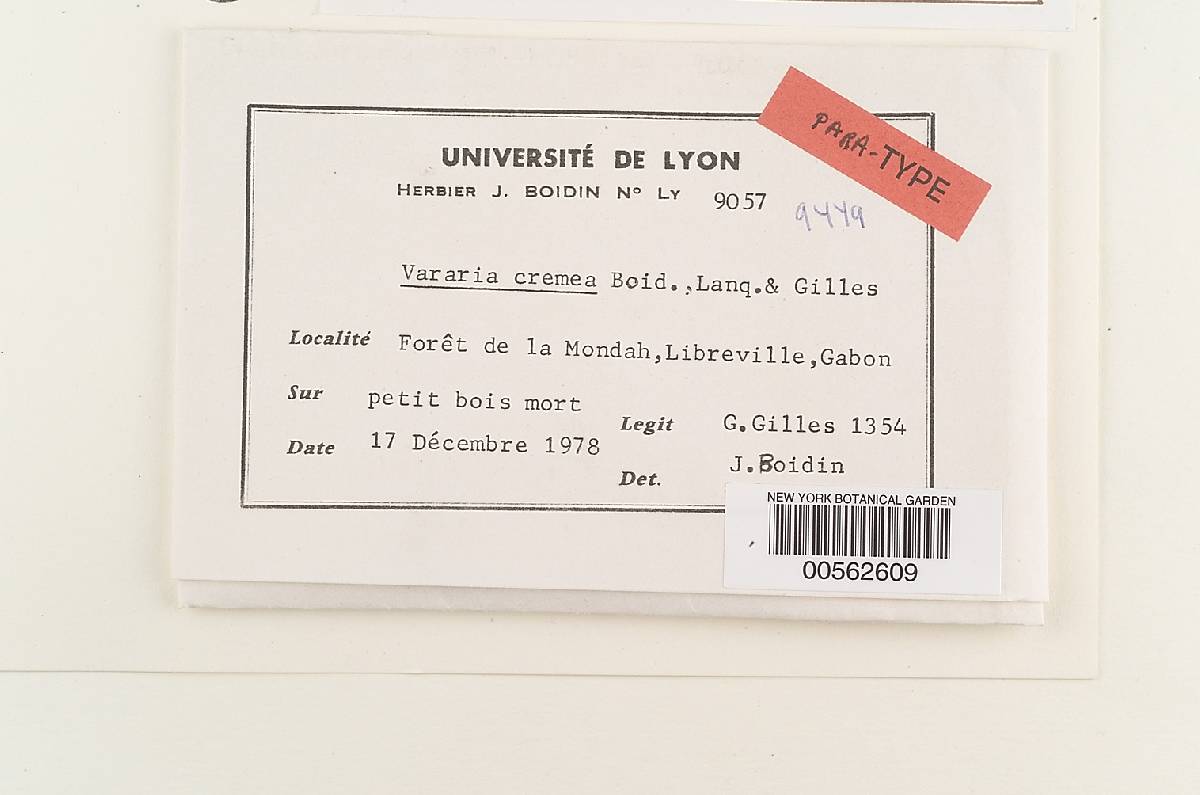 PARA-TYPE
UNIVERSITÉ DE LYON
HERBIER J. BOIDIN N° LY 9057
9449
Vararia cremea Boid.,Lanq.& Gilles
Localité Forêt de la Mondah,Libreville,Gabon
Sur petit bois mort
Legit G.Gilles 1354
Date 17 Décembre 1978
Det. J.Boidin
NEW YORK BOTANICAL GARDEN
00562609